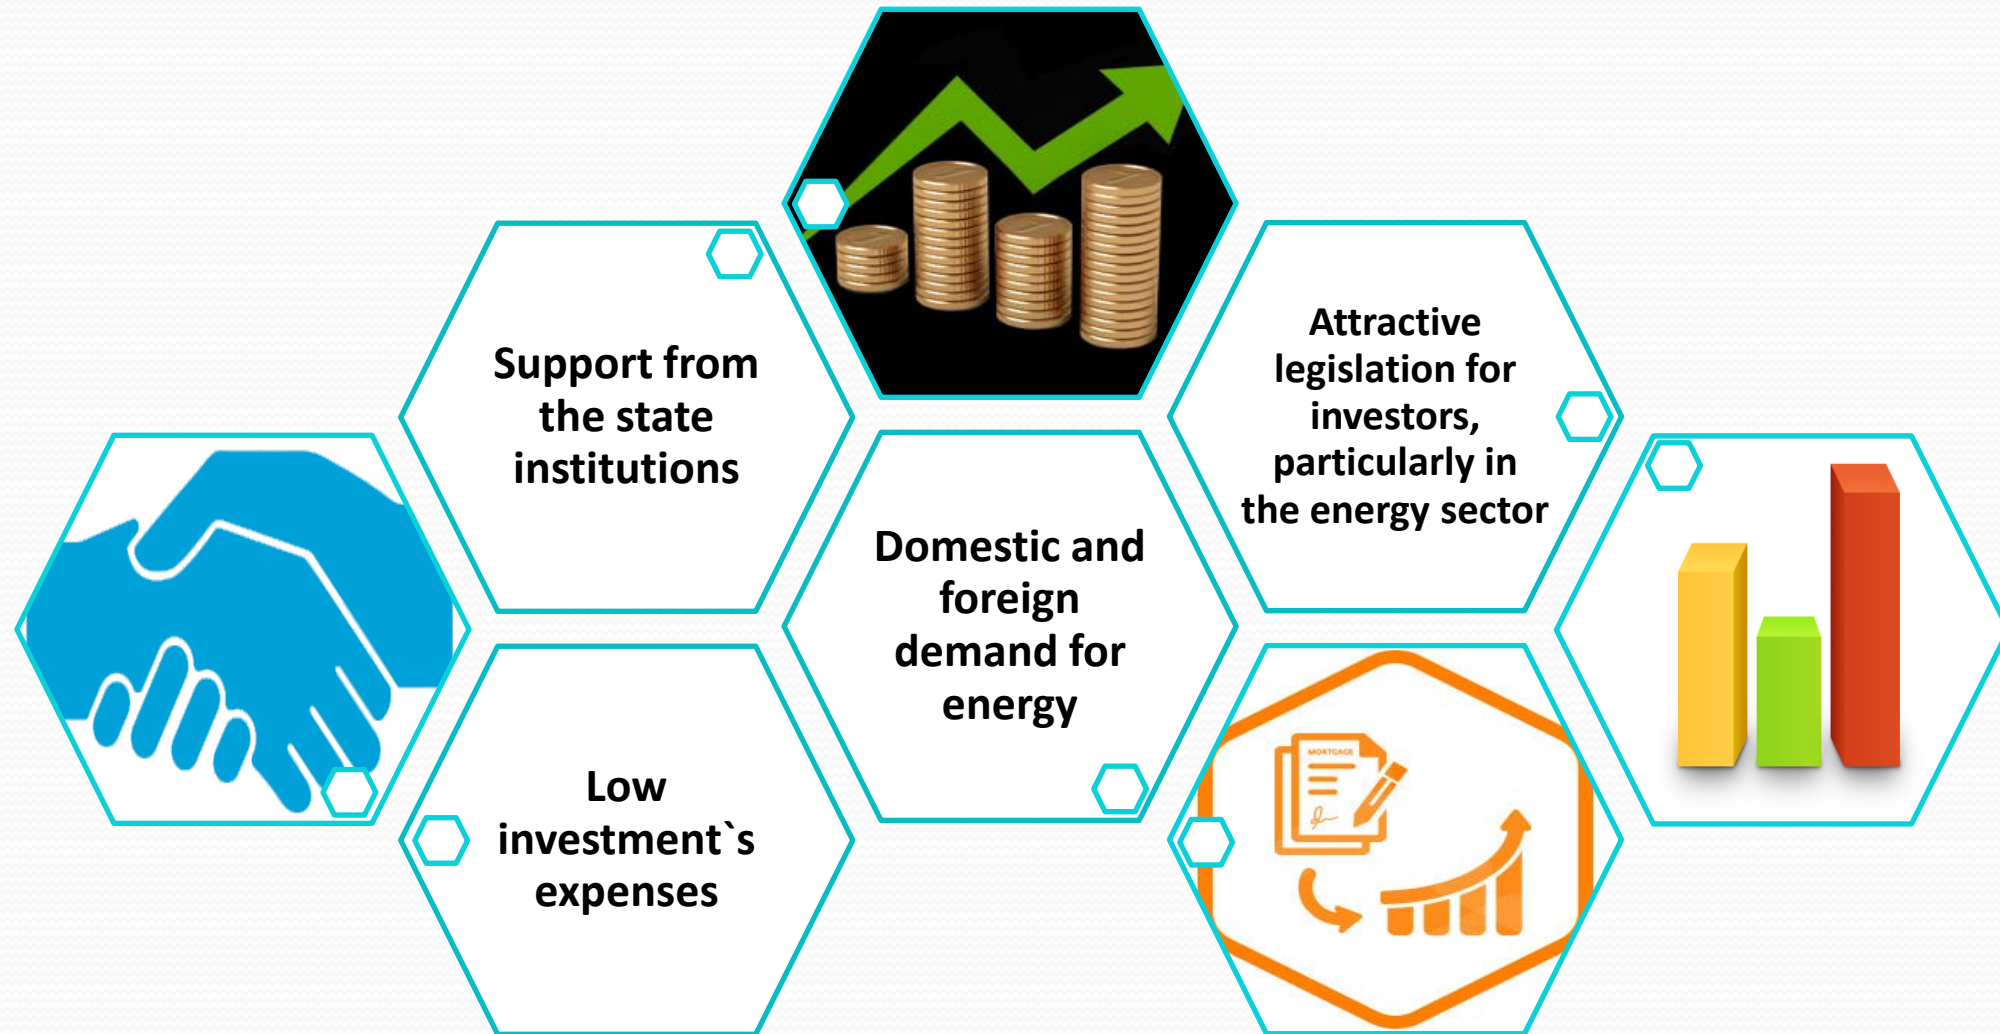 Support from
the state
institutions
Low
investment`s
expenses
Domestic and
foreign
demand for
energy
Attractive
legislation for
investors,
particularly in
the energy sector
MORTGAGE